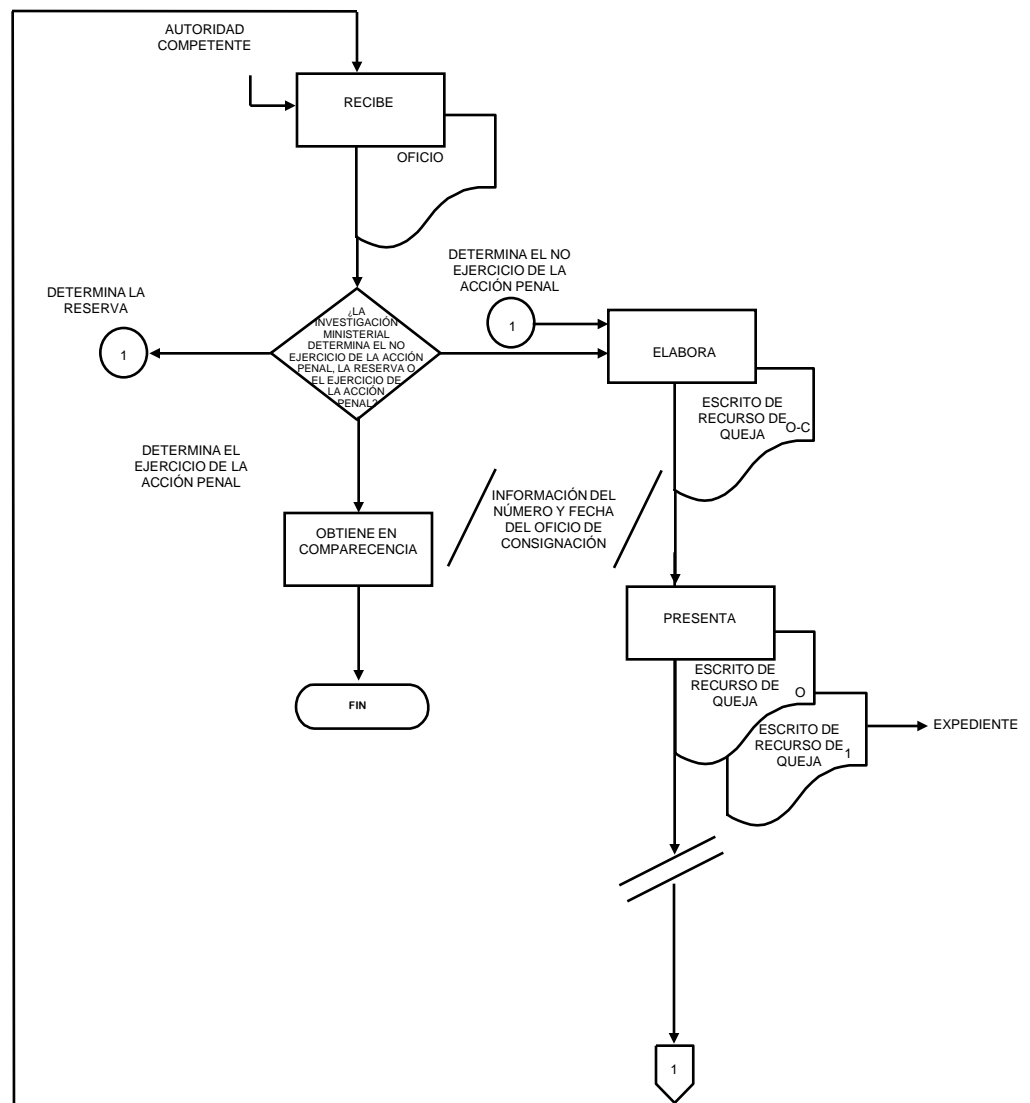 AUTORIDAD
COMPETENTE
RECIBE
OFICIO
DETERMINA EL NO
EJERCICIO DE LA
ACCIÓN PENAL
DETERMINA LA
RESERVA
1
¿LA
INVESTIGACIÓN
MINISTERIAL
DETERMINA EL NO
EJERCICIO DE LA ACCIÓN
PENAL, LA RESERVA O
EL EJERCICIO DE
LA ACCIÓN
PENAL?
1
ELABORA
ESCRITO DE
RECURSO DE
QUEJA
O-C
DETERMINA EL
EJERCICIO DE LA
ACCIÓN PENAL
OBTIENE EN
COMPARECENCIA
INFORMACIÓN DEL
NÚMERO Y FECHA
DEL OFICIO DE
CONSIGNACIÓN
PRESENTA
ESCRITO DE
RECURSO DE
QUEJA
O
FIN
ESCRITO DE
RECURSO DE
QUEJA
1
EXPEDIENTE
1